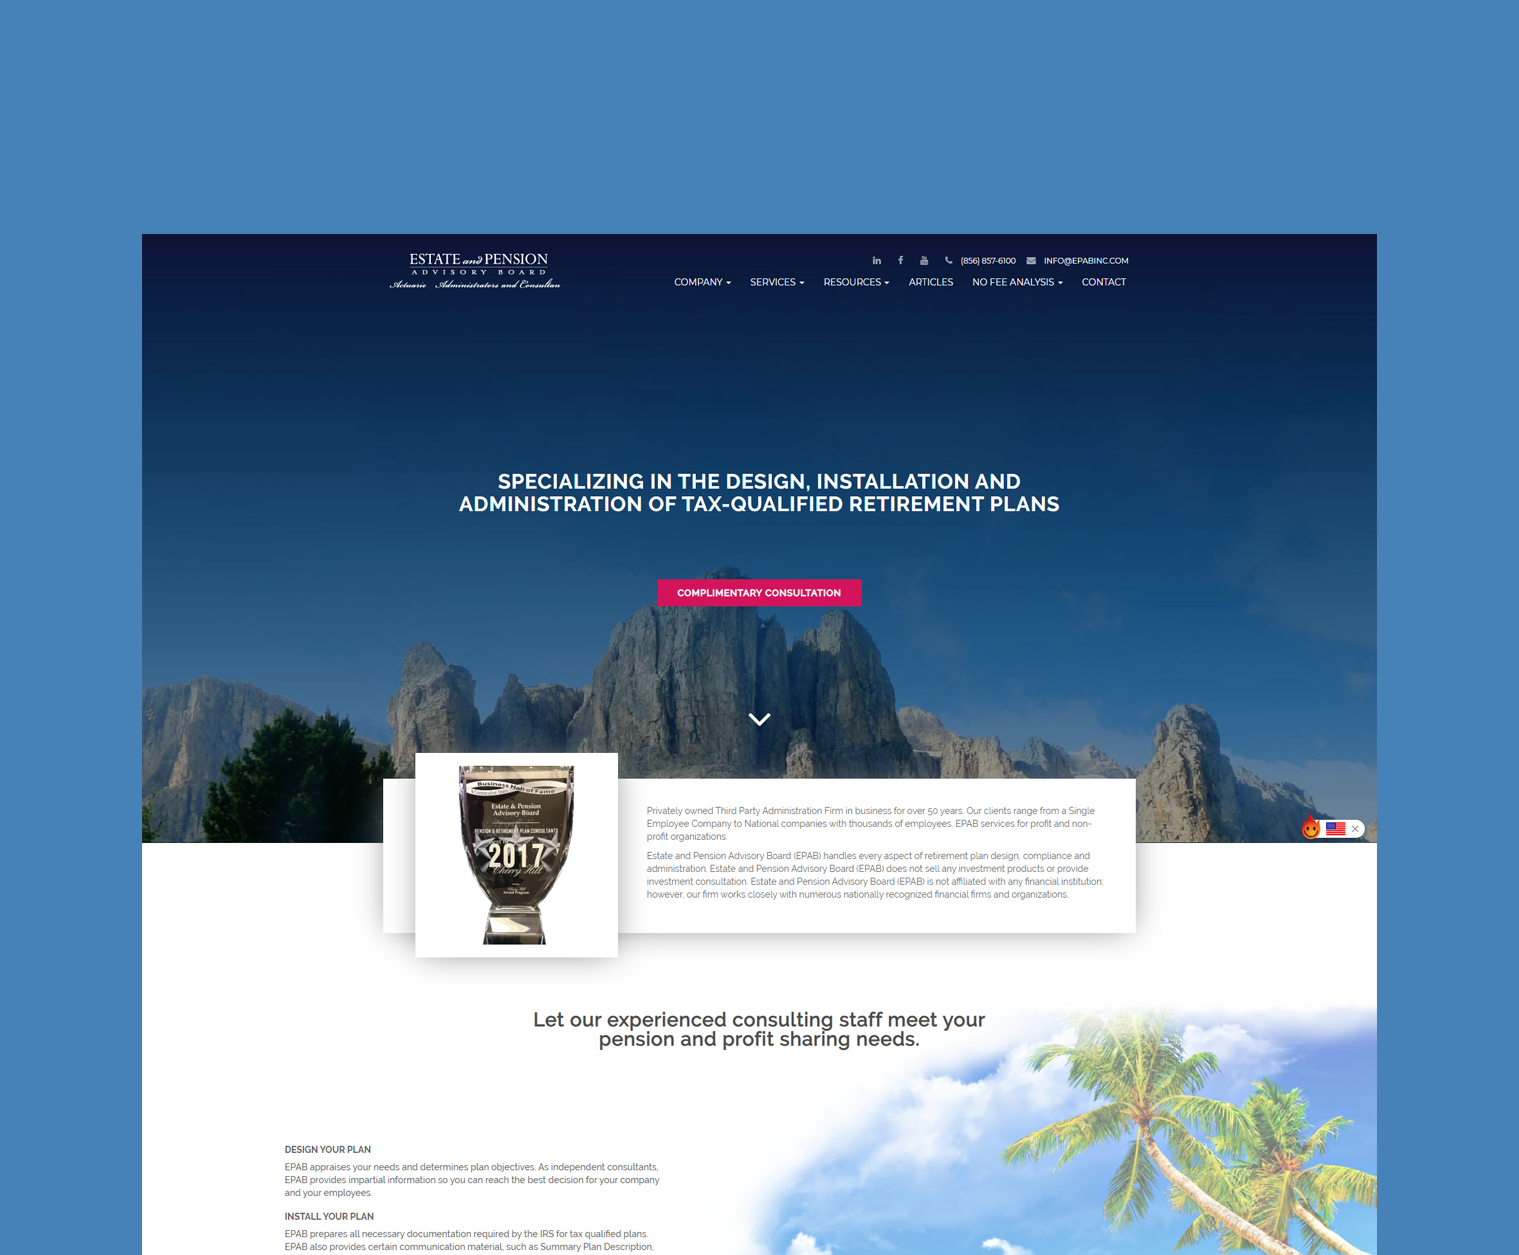 ESTATE and PENSION
ADVISORY BOARD
Actuarie Administrators and Consultan
(856) 857-6100 INFO@EPABINC.COM
COMPANY SERVICES RESOURCES ARTICLES NO FEE ANALYSIS CONTACT
SPECIALIZING IN THE DESIGN, INSTALLATION AND
ADMINISTRATION OF TAX-QUALIFIED RETIREMENT PLANS
COMPLIMENTARY CONSULTATION
Business Hall of Fame
Estate & Pension
Advisory Board
PENSION & RETIREMENT PLAN CONSULTANTS
2017
Cherry Hill
Award Program
Privately owned Third Party Administration Firm in business for over 50 years. Our clients range from a Single
Employee Company to National companies with thousands of employees. EPAB services for profit and non-
profit organizations.
Estate and Pension Advisory Board (EPAB) handles every aspect of retirement plan design, compliance and
administration. Estate and Pension Advisory Board (EPAB) does not sell any investment products or provide
investment consultation. Estate and Pension Advisory Board (EPAB) is not affiliated with any financial institution;
however, our firm works closely with numerous nationally recognized financial firms and organizations.
Let our experienced consulting staff meet your
pension and profit sharing needs.
DESIGN YOUR PLAN
EPAB appraises your needs and determines plan objectives. As independent consultants,
EPAB provides impartial information so you can reach the best decision for your company
and your employees.
INSTALL YOUR PLAN
EPAB prepares all necessary documentation required by the IRS for tax qualified plans.
EPAB also provides certain communication material, such as Summary Plan Description,